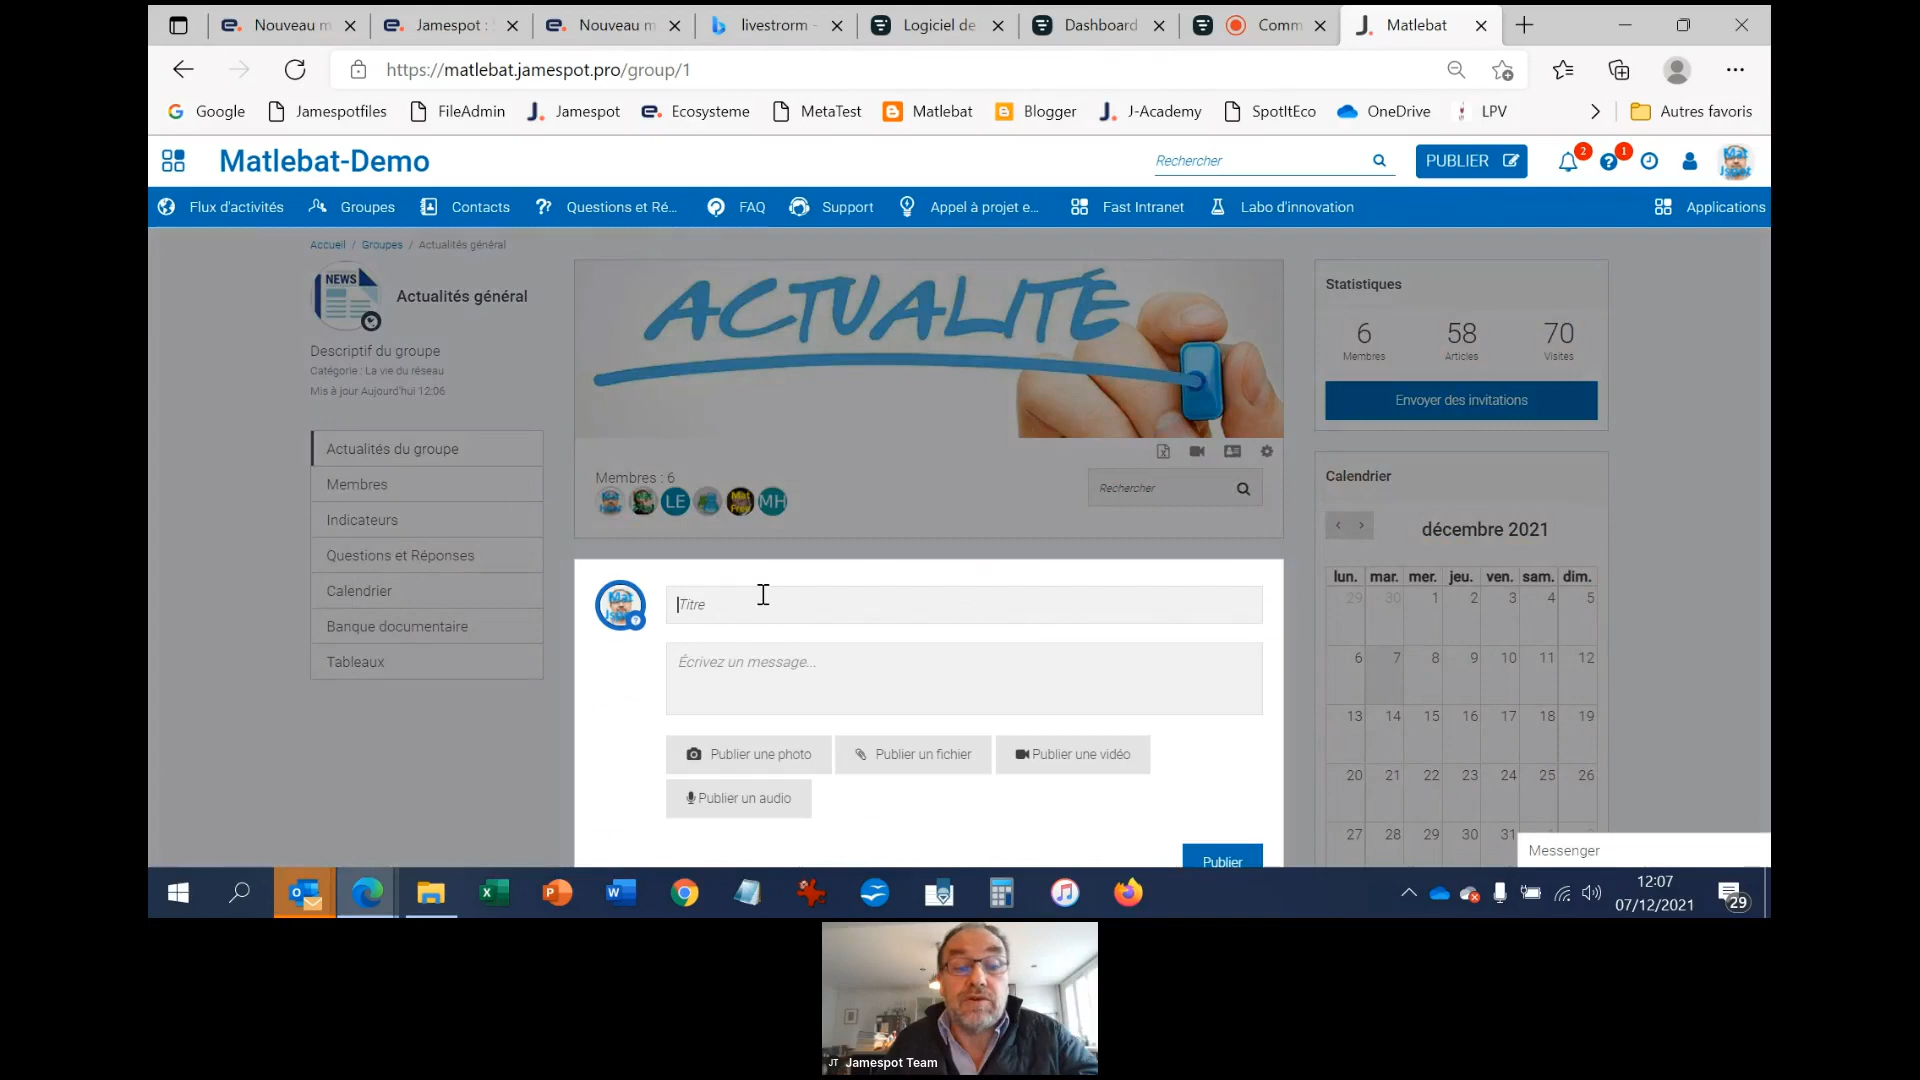 Nouveau m
Jamespot :
Nouveau m
livestrorm -
Logiciel de
Dashboard
Comm
Matlebat
https://matlebat.jamespot.pro/group/1
Google
Jamespotfiles
FileAdmin
Jamespot
Ecosysteme
MetaTest
Matlebat
Blogger
J-Academy
SpotItEco
OneDrive
LPV
Autres favoris
Matlebat-Demo
Rechercher
PUBLIER
2
1
Flux d'activités
Groupes
Contacts
Questions et Ré...
FAQ
Support
Appel à projet e...
Fast Intranet
Labo d'innovation
Applications
Accueil / Groupes / Actualités général
NEWS
Actualités général
Descriptif du groupe
Catégorie : La vie du réseau
Mis à jour Aujourd'hui 12:06
Actualités du groupe
Membres
Indicateurs
Questions et Réponses
Calendrier
Banque documentaire
Tableaux
ACTUALITÉ
Membres : 6
LE
Mat
MH
Rechercher
Titre
Écrivez un message...
Publier une photo
Publier un fichier
Publier une vidéo
Publier un audio
Publier
Statistiques
6 58 70
Membres Articles Visites
Envoyer des invitations
Calendrier
décembre 2021
lun. mar. mer. jeu. ven. sam. dim.
29 30 1 2 3 4 5
6 7 8 9 10 11 12
13 14 15 16 17 18 19
20 21 22 23 24 25 26
27 28 29 30 31
Messenger
12:07
07/12/2021
29
JT Jamespot Team